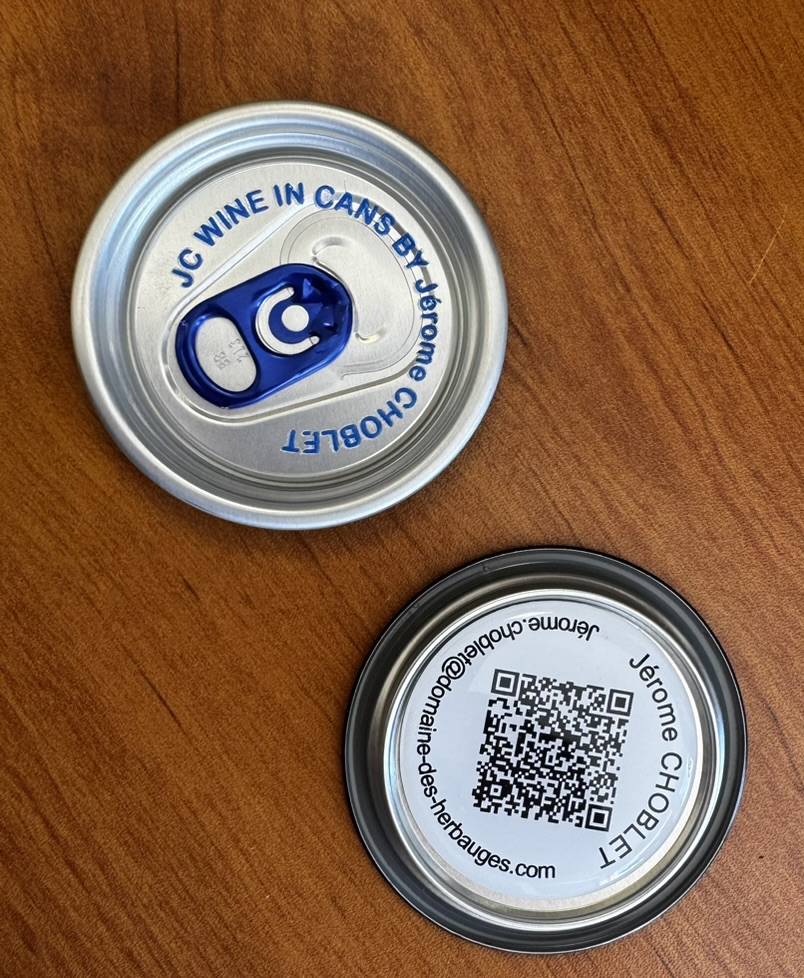 JC WINE IN CANS BY Jérome CHOBLET
Jérome CHOBLET
Jérome.choblet@domaine-des-herbauges.com